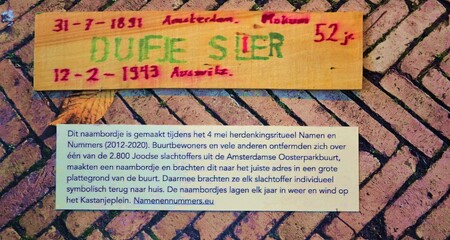 31-7-1891 Amsterdam. Mokum
52 jr
DUIFJE SLIER
12-2-1943 Auswitz.
Dit naambordje is gemaakt tijdens het 4 mei herdenkingsritueel Namen en
Nummers (2012-2020). Buurtbewoners en vele anderen ontfermden zich over
één van de 2.800 Joodse slachtoffers uit de Amsterdamse Oosterparkbuurt,
maakten een naambordje en brachten dit naar het juiste adres in een grote
plattegrond van de buurt. Daarmee brachten ze elk slachtoffer individueel
symbolisch terug naar huis. De naambordjes lagen elk jaar in weer en wind op
het Kastanjeplein. Namenennummers.eu